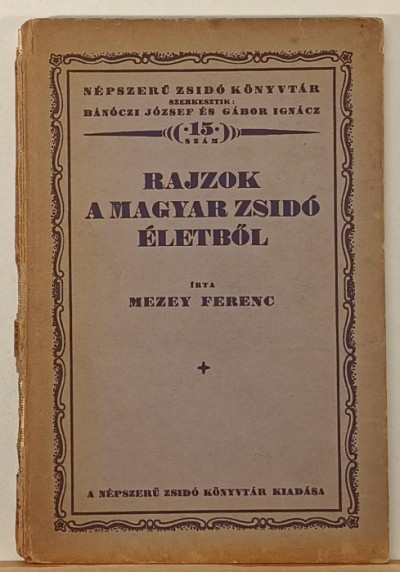 NÉPSZERŰ ZSIDÓ KÖNYVTÁR
SZERKESZTIK:
BÁNÓCZI JÓZSEF ÉS GÁBOR IGNÁCZ
·15·
SZÁM
RAJZOK
A MAGYAR ZSIDÓ
ÉLETBŐL
ÍRTA
MEZEY FERENC
A NÉPSZERŰ ZSIDÓ KÖNYVTÁR KIADÁSA